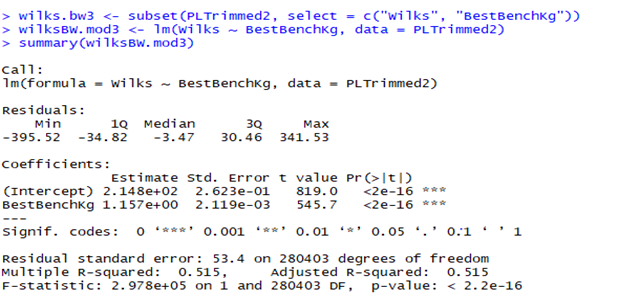 > wilks.bw3 <- subset(PLTrimmed2, select = c("Wilks", "BestBenchKg"))
> wilksBW.mod3 <- lm(Wilks ~ BestBenchKg, data = PLTrimmed2)
> summary(wilksBW.mod3)
Call:
lm(formula = Wilks ~ BestBenchKg, data = PLTrimmed2)
Residuals:
Min 1Q Median 3Q Max
-395.52 -34.82 -3.47 30.46 341.53
Coefficients:
Estimate Std. Error t value Pr(>|t|)
(Intercept) 2.148e+02 2.623e-01 819.0 <2e-16 ***
BestBenchKg 1.157e+00 2.119e-03 545.7 <2e-16 ***
---
Signif. codes: 0 ‘***’ 0.001 ‘**’ 0.01 ‘*’ 0.05 ‘.’ 0.1 ‘ ’ 1
Residual standard error: 53.4 on 280403 degrees of freedom
Multiple R-squared: 0.515, Adjusted R-squared: 0.515
F-statistic: 2.978e+05 on 1 and 280403 DF, p-value: < 2.2e-16